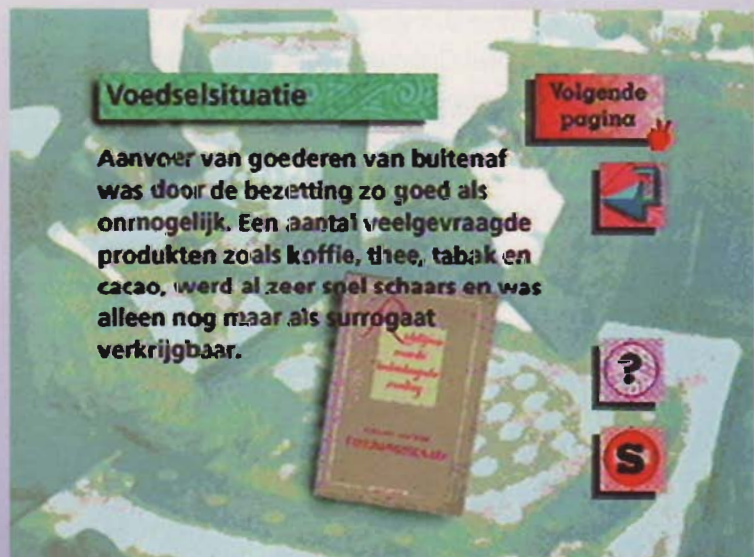 Voedselsituatie
Volgende
pagina
Aanvoer van goederen van buitenaf
was door de bezetting zo goed als
onmogelijk. Een aantal veelgevraagde
produkten zoals koffie, thee, tabak en
cacao, werd al zeer snel schaars en was
alleen nog maar als surrogaat
verkrijgbaar.
?
S